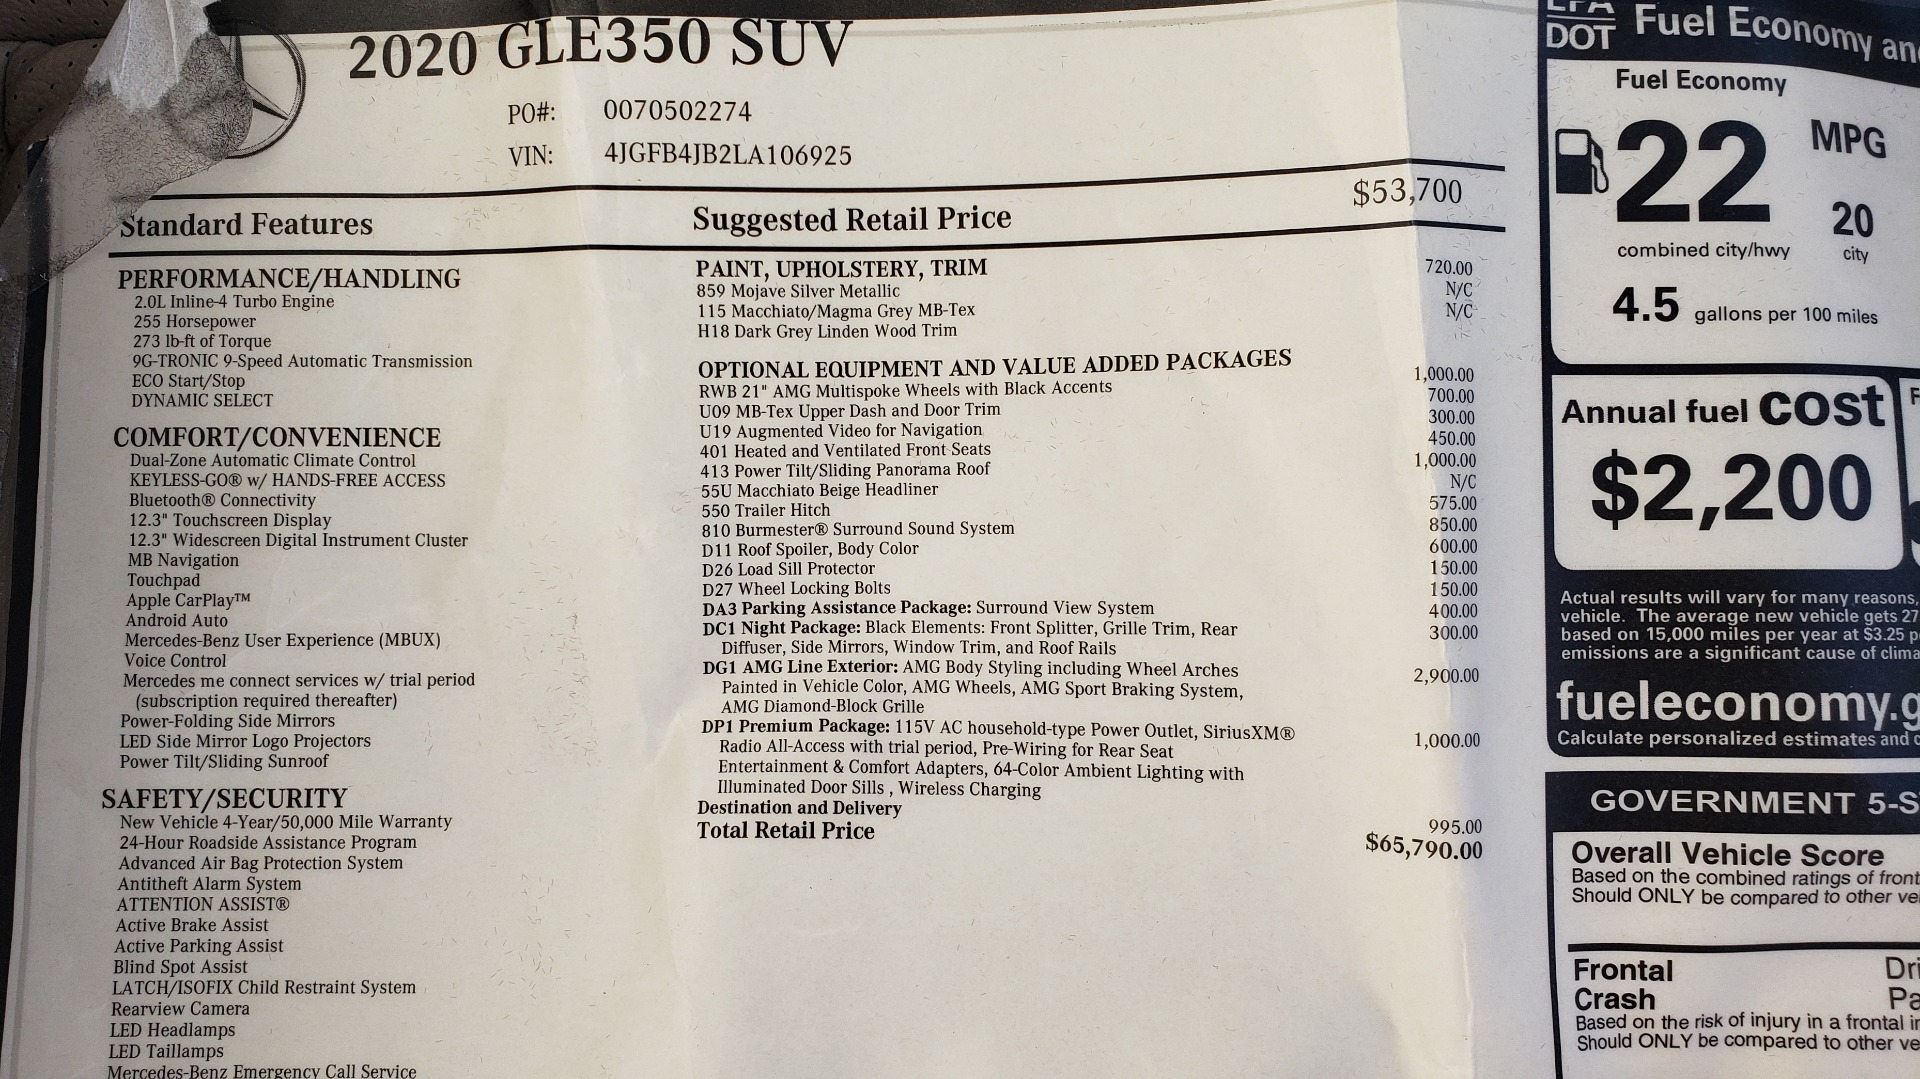 2020 GLE350 SUV
PO#: 0070502274
VIN: 4JGFB4JB2LA106925
Standard Features
PERFORMANCE/HANDLING
2.0L Inline-4 Turbo Engine
255 Horsepower
273 lb-ft of Torque
9G-TRONIC 9-Speed Automatic Transmission
ECO Start/Stop
DYNAMIC SELECT
COMFORT/CONVENIENCE
Dual-Zone Automatic Climate Control
KEYLESS-GO® w/ HANDS-FREE ACCESS
Bluetooth® Connectivity
12.3" Touchscreen Display
12.3" Widescreen Digital Instrument Cluster
MB Navigation
Touchpad
Apple CarPlay™
Android Auto
Mercedes-Benz User Experience (MBUX)
Voice Control
Mercedes me connect services w/ trial period
(subscription required thereafter)
Power-Folding Side Mirrors
LED Side Mirror Logo Projectors
Power Tilt/Sliding Sunroof
SAFETY/SECURITY
New Vehicle 4-Year/50,000 Mile Warranty
24-Hour Roadside Assistance Program
Advanced Air Bag Protection System
Antitheft Alarm System
ATTENTION ASSIST®
Active Brake Assist
Active Parking Assist
Blind Spot Assist
LATCH/ISOFIX Child Restraint System
Rearview Camera
LED Headlamps
LED Taillamps
Mercedes-Benz Emergency Call Service
Suggested Retail Price $53,700
PAINT, UPHOLSTERY, TRIM
859 Mojave Silver Metallic 720.00
115 Macchiato/Magma Grey MB-Tex N/C
H18 Dark Grey Linden Wood Trim N/C
OPTIONAL EQUIPMENT AND VALUE ADDED PACKAGES
RWB 21" AMG Multispoke Wheels with Black Accents 1,000.00
U09 MB-Tex Upper Dash and Door Trim 700.00
U19 Augmented Video for Navigation 300.00
401 Heated and Ventilated Front Seats 450.00
413 Power Tilt/Sliding Panorama Roof 1,000.00
55U Macchiato Beige Headliner N/C
550 Trailer Hitch 575.00
810 Burmester® Surround Sound System 850.00
D11 Roof Spoiler, Body Color 600.00
D26 Load Sill Protector 150.00
D27 Wheel Locking Bolts 150.00
DA3 Parking Assistance Package: Surround View System 400.00
DC1 Night Package: Black Elements: Front Splitter, Grille Trim, Rear 300.00
Diffuser, Side Mirrors, Window Trim, and Roof Rails
DG1 AMG Line Exterior: AMG Body Styling including Wheel Arches 2,900.00
Painted in Vehicle Color, AMG Wheels, AMG Sport Braking System,
AMG Diamond-Block Grille
DP1 Premium Package: 115V AC household-type Power Outlet, SiriusXM® 1,000.00
Radio All-Access with trial period, Pre-Wiring for Rear Seat
Entertainment & Comfort Adapters, 64-Color Ambient Lighting with
Illuminated Door Sills , Wireless Charging
Destination and Delivery 995.00
Total Retail Price $65,790.00
EPA
DOT Fuel Economy an
Fuel Economy
22 MPG
20
combined city/hwy city
4.5 gallons per 100 miles
Annual fuel cost
$2,200
Actual results will vary for many reasons,
vehicle. The average new vehicle gets 27
based on 15,000 miles per year at $3.25 p
emissions are a significant cause of clima
fueleconomy.g
Calculate personalized estimates and c
GOVERNMENT 5-S
Overall Vehicle Score
Based on the combined ratings of front
Should ONLY be compared to other ve
Frontal Dri
Crash Pa
Based on the risk of injury in a frontal i
Should ONLY be compared to other ve